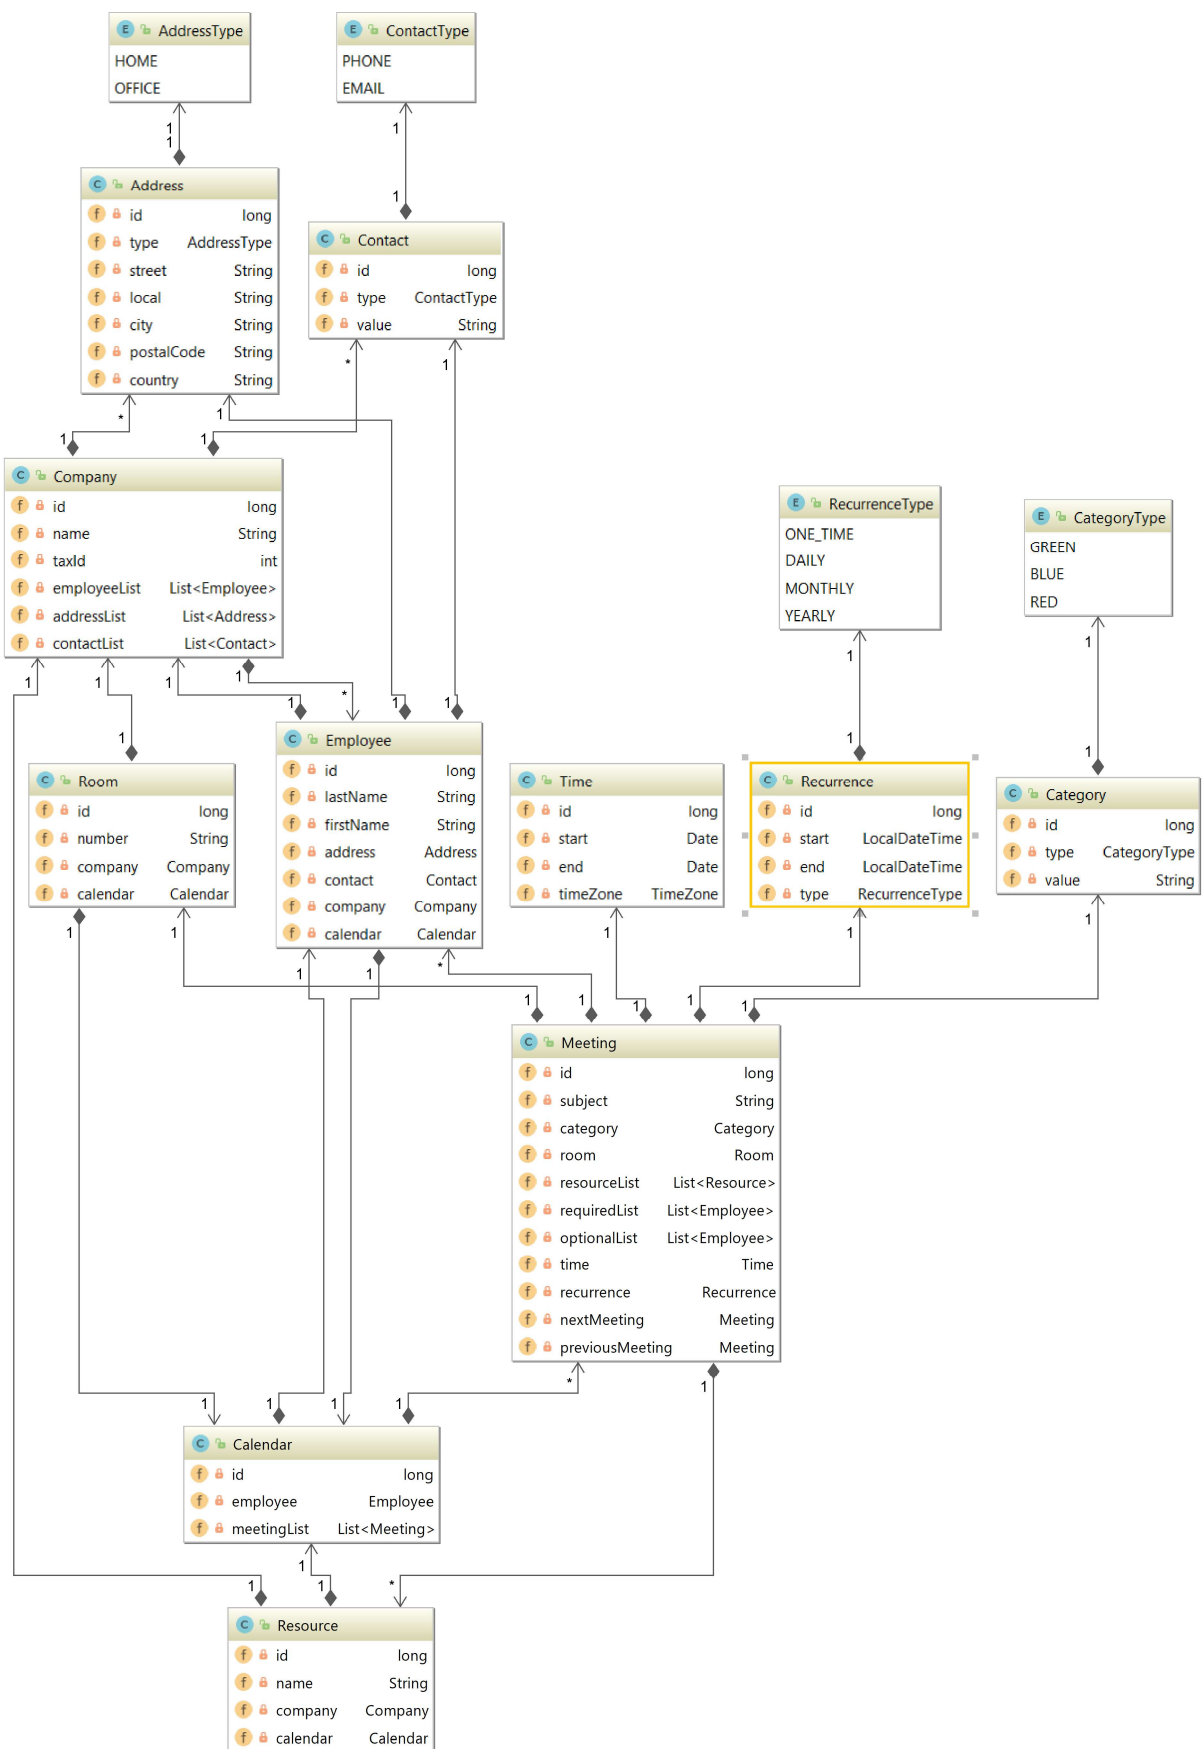 E AddressType
HOME
OFFICE
E ContactType
PHONE
EMAIL
1
1
1
1
C Address
f id long
f type AddressType
f street String
f local String
f city String
f postalCode String
f country String
C Contact
f id long
f type ContactType
f value String
*
1
1
1
*
1
C Company
f id long
f name String
f taxId int
f employeeList List<Employee>
f addressList List<Address>
f contactList List<Contact>
E RecurrenceType
ONE_TIME
DAILY
MONTHLY
YEARLY
E CategoryType
GREEN
BLUE
RED
1
1
1
1
*
1
1
1
1
1
1
1
1
C Room
f id long
f number String
f company Company
f calendar Calendar
C Employee
f id long
f lastName String
f firstName String
f address Address
f contact Contact
f company Company
f calendar Calendar
C Time
f id long
f start Date
f end Date
f timeZone TimeZone
C Recurrence
f id long
f start LocalDateTime
f end LocalDateTime
f type RecurrenceType
C Category
f id long
f type CategoryType
f value String
1
1
1
1
*
1
1
1
1
1
1
1
1
C Meeting
f id long
f subject String
f category Category
f room Room
f resourceList List<Resource>
f requiredList List<Employee>
f optionalList List<Employee>
f time Time
f recurrence Recurrence
f nextMeeting Meeting
f previousMeeting Meeting
1
1
1
1
*
1
C Calendar
f id long
f employee Employee
f meetingList List<Meeting>
1
1
1
*
C Resource
f id long
f name String
f company Company
f calendar Calendar